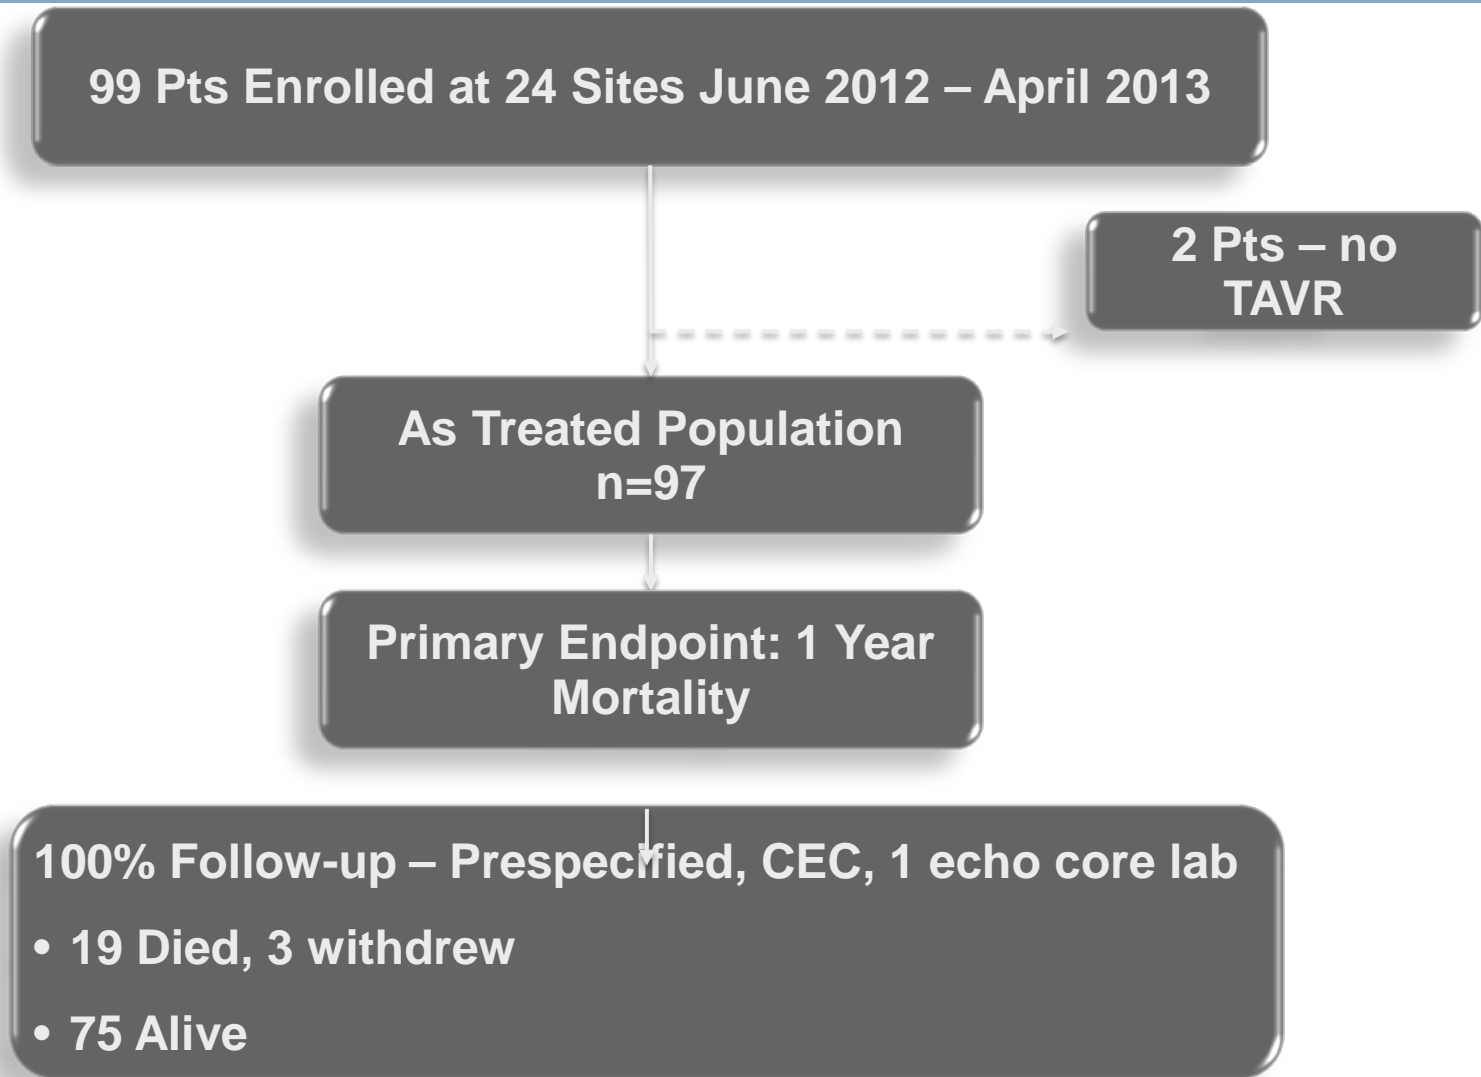 99 Pts Enrolled at 24 Sites June 2012 – April 2013
2 Pts – no
TAVR
As Treated Population
n=97
Primary Endpoint: 1 Year
Mortality
100% Follow-up – Prespecified, CEC, 1 echo core lab
• 19 Died, 3 withdrew
• 75 Alive